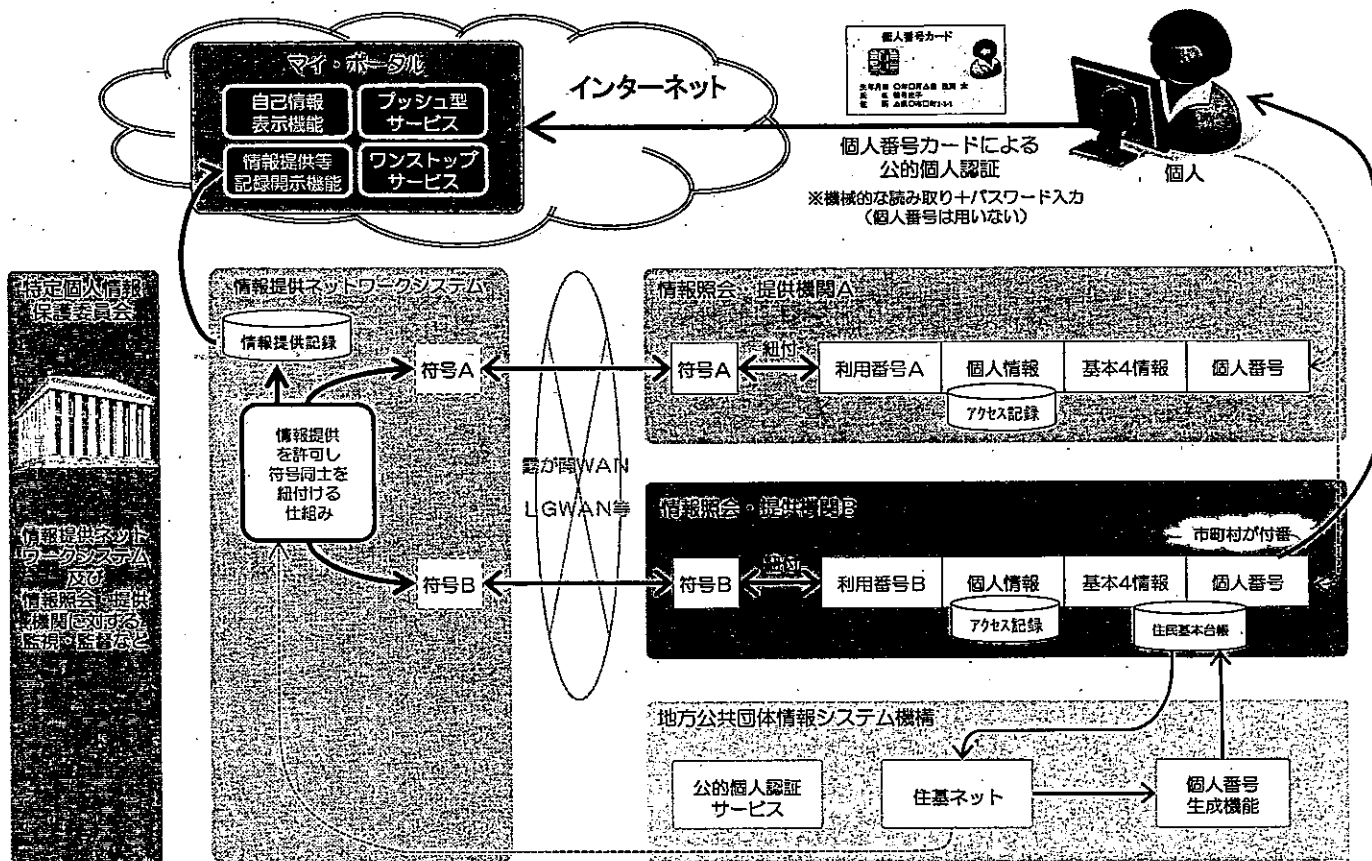 マイ・ポータル
自己情報
表示機能
プッシュ型
サービス
情報提供等
記録開示機能
ワンストップ
サービス
インターネット
個人番号カード
個人番号カードによる
公的個人認証
※機械的な読み取り+パスワード入力
(個人番号は用いない)
個人
特定個人情報
保護委員会
情報提供ネット
ワークシステム
及び
情報照会・提供
機関に対する
監視・監督など
情報提供ネットワークシステム
情報提供記録
符号A
情報提供
を許可し
符号同士を
紐付ける
仕組み
符号B
霞が関WAN
LGWAN等
情報照会・提供機関A
符号A
紐付
利用番号A
個人情報
基本4情報
個人番号
アクセス記録
情報照会・提供機関B
市町村が付番
符号B
紐付
利用番号B
個人情報
基本4情報
個人番号
アクセス記録
住民基本台帳
地方公共団体情報システム機構
公的個人認証
サービス
住基ネット
個人番号
生成機能